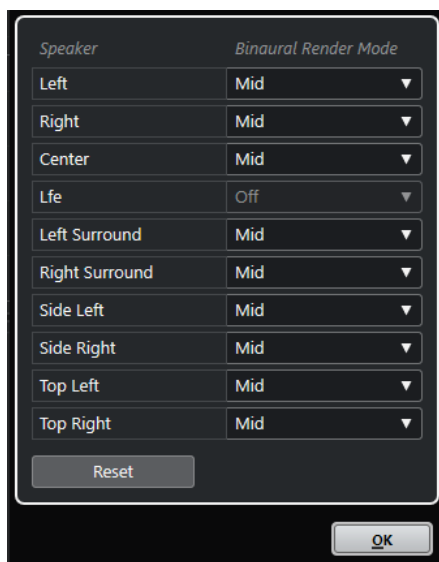 Speaker Binaural Render Mode
Left Mid
Right Mid
Center Mid
Lfe Off
Left Surround Mid
Right Surround Mid
Side Left Mid
Side Right Mid
Top Left Mid
Top Right Mid
Reset
OK